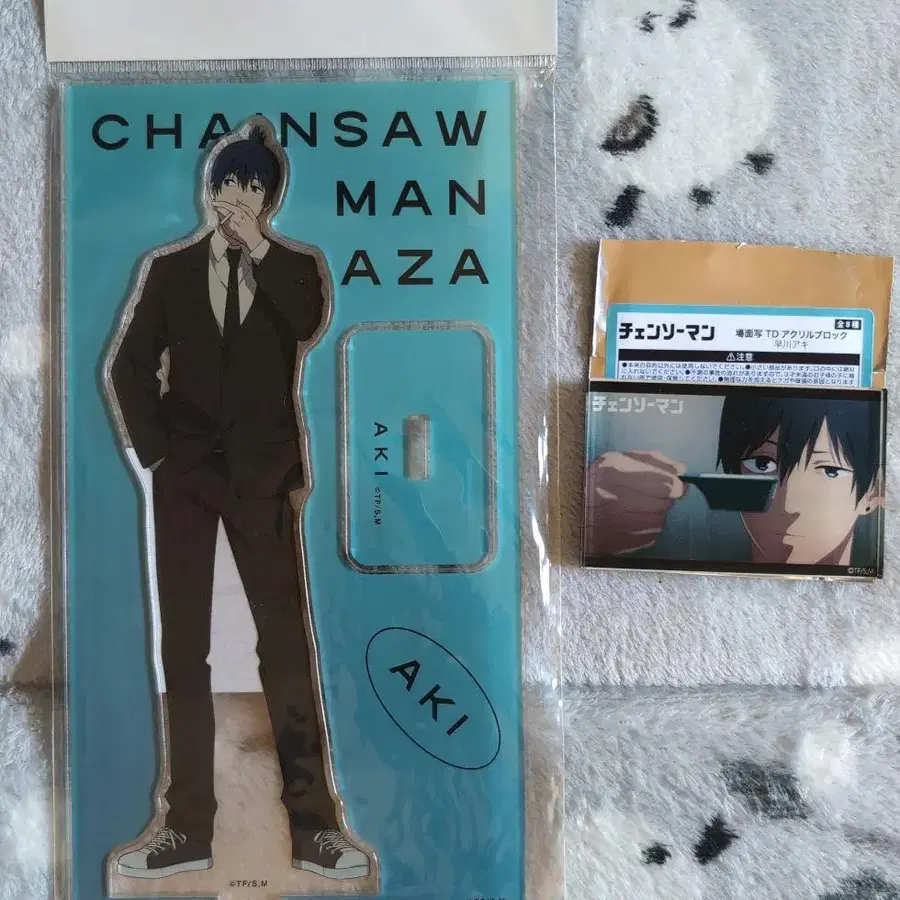 CHAINSAW
MAN
AZA
AKI
©TF/S,M
AKI
©TF/S,M
チェンソーマン
全8種
場面写 TD アクリルブロック
早川アキ
⚠注意
チェンソーマン
©TF/S,M